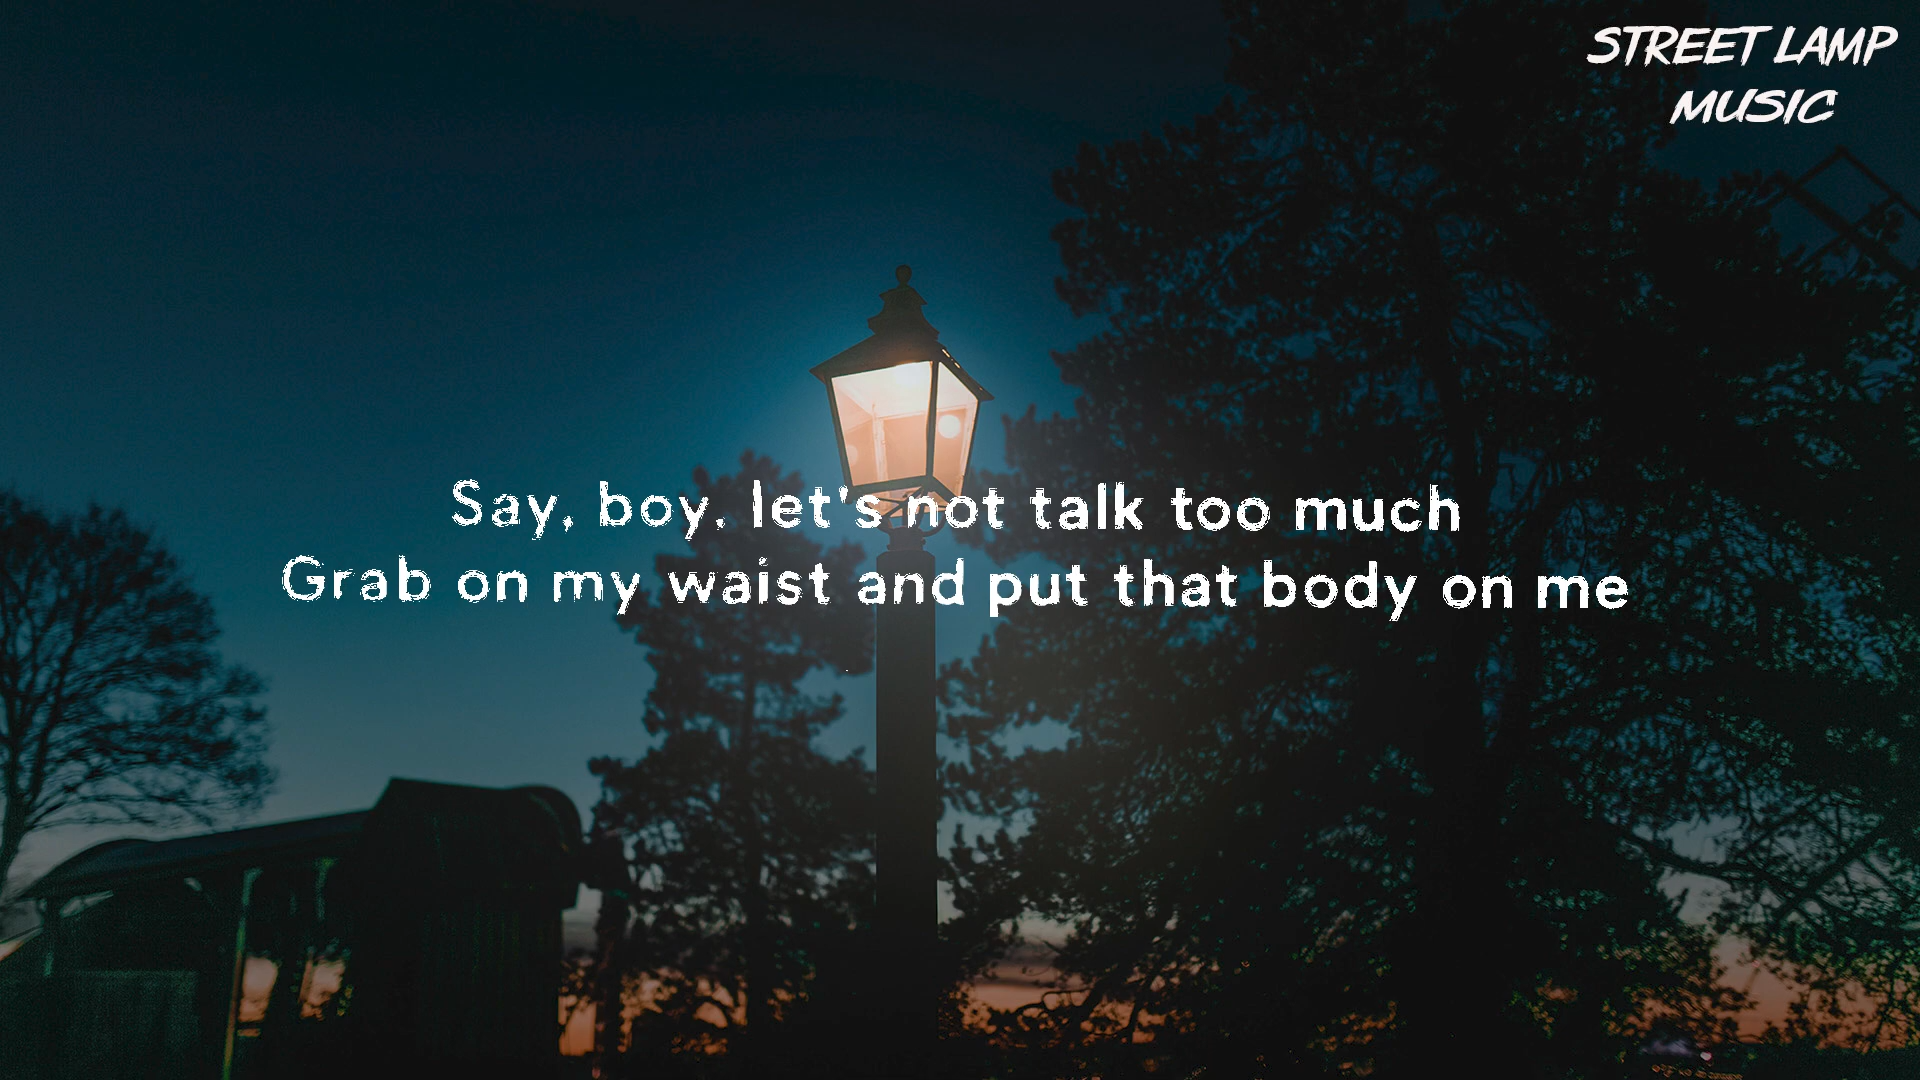 STREET LAMP
MUSIC
Say, boy, let's not talk too much
Grab on my waist and put that body on me